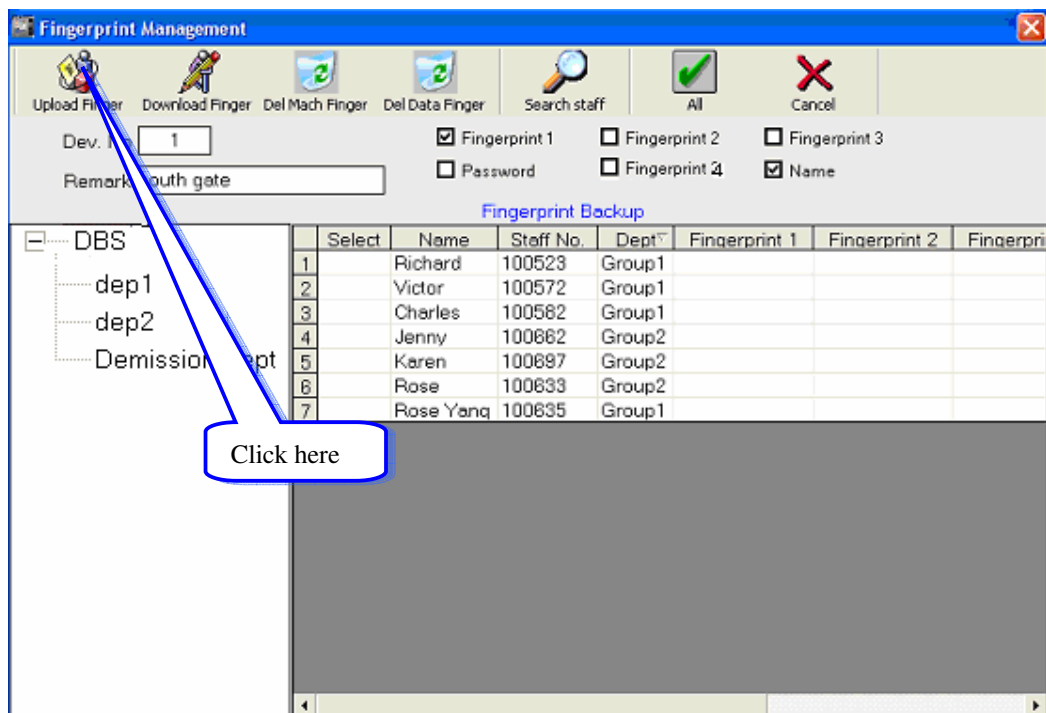 Fingerprint Management
Upload Finger Download Finger Del Mach Finger Del Data Finger Search staff All Cancel
Dev. 1 Fingerprint 1 Fingerprint 2 Fingerprint 3
Remark outh gate Password Fingerprint 4 Name
Fingerprint Backup
DBS
dep1
dep2
Demission ept
Select Name Staff No. Dept Fingerprint 1 Fingerprint 2 Fingerpri
1 Richard 100523 Group1
2 Victor 100572 Group1
3 Charles 100582 Group1
4 Jenny 100662 Group2
5 Karen 100697 Group2
6 Rose 100633 Group2
7 Rose Yang 100635 Group1
Click here